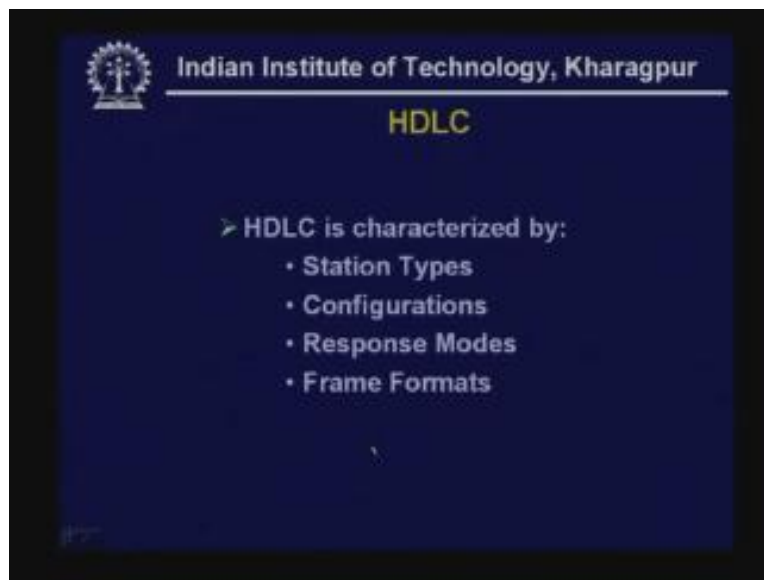 Indian Institute of Technology, Kharagpur
HDLC
➢ HDLC is characterized by:
• Station Types
• Configurations
• Response Modes
• Frame Formats